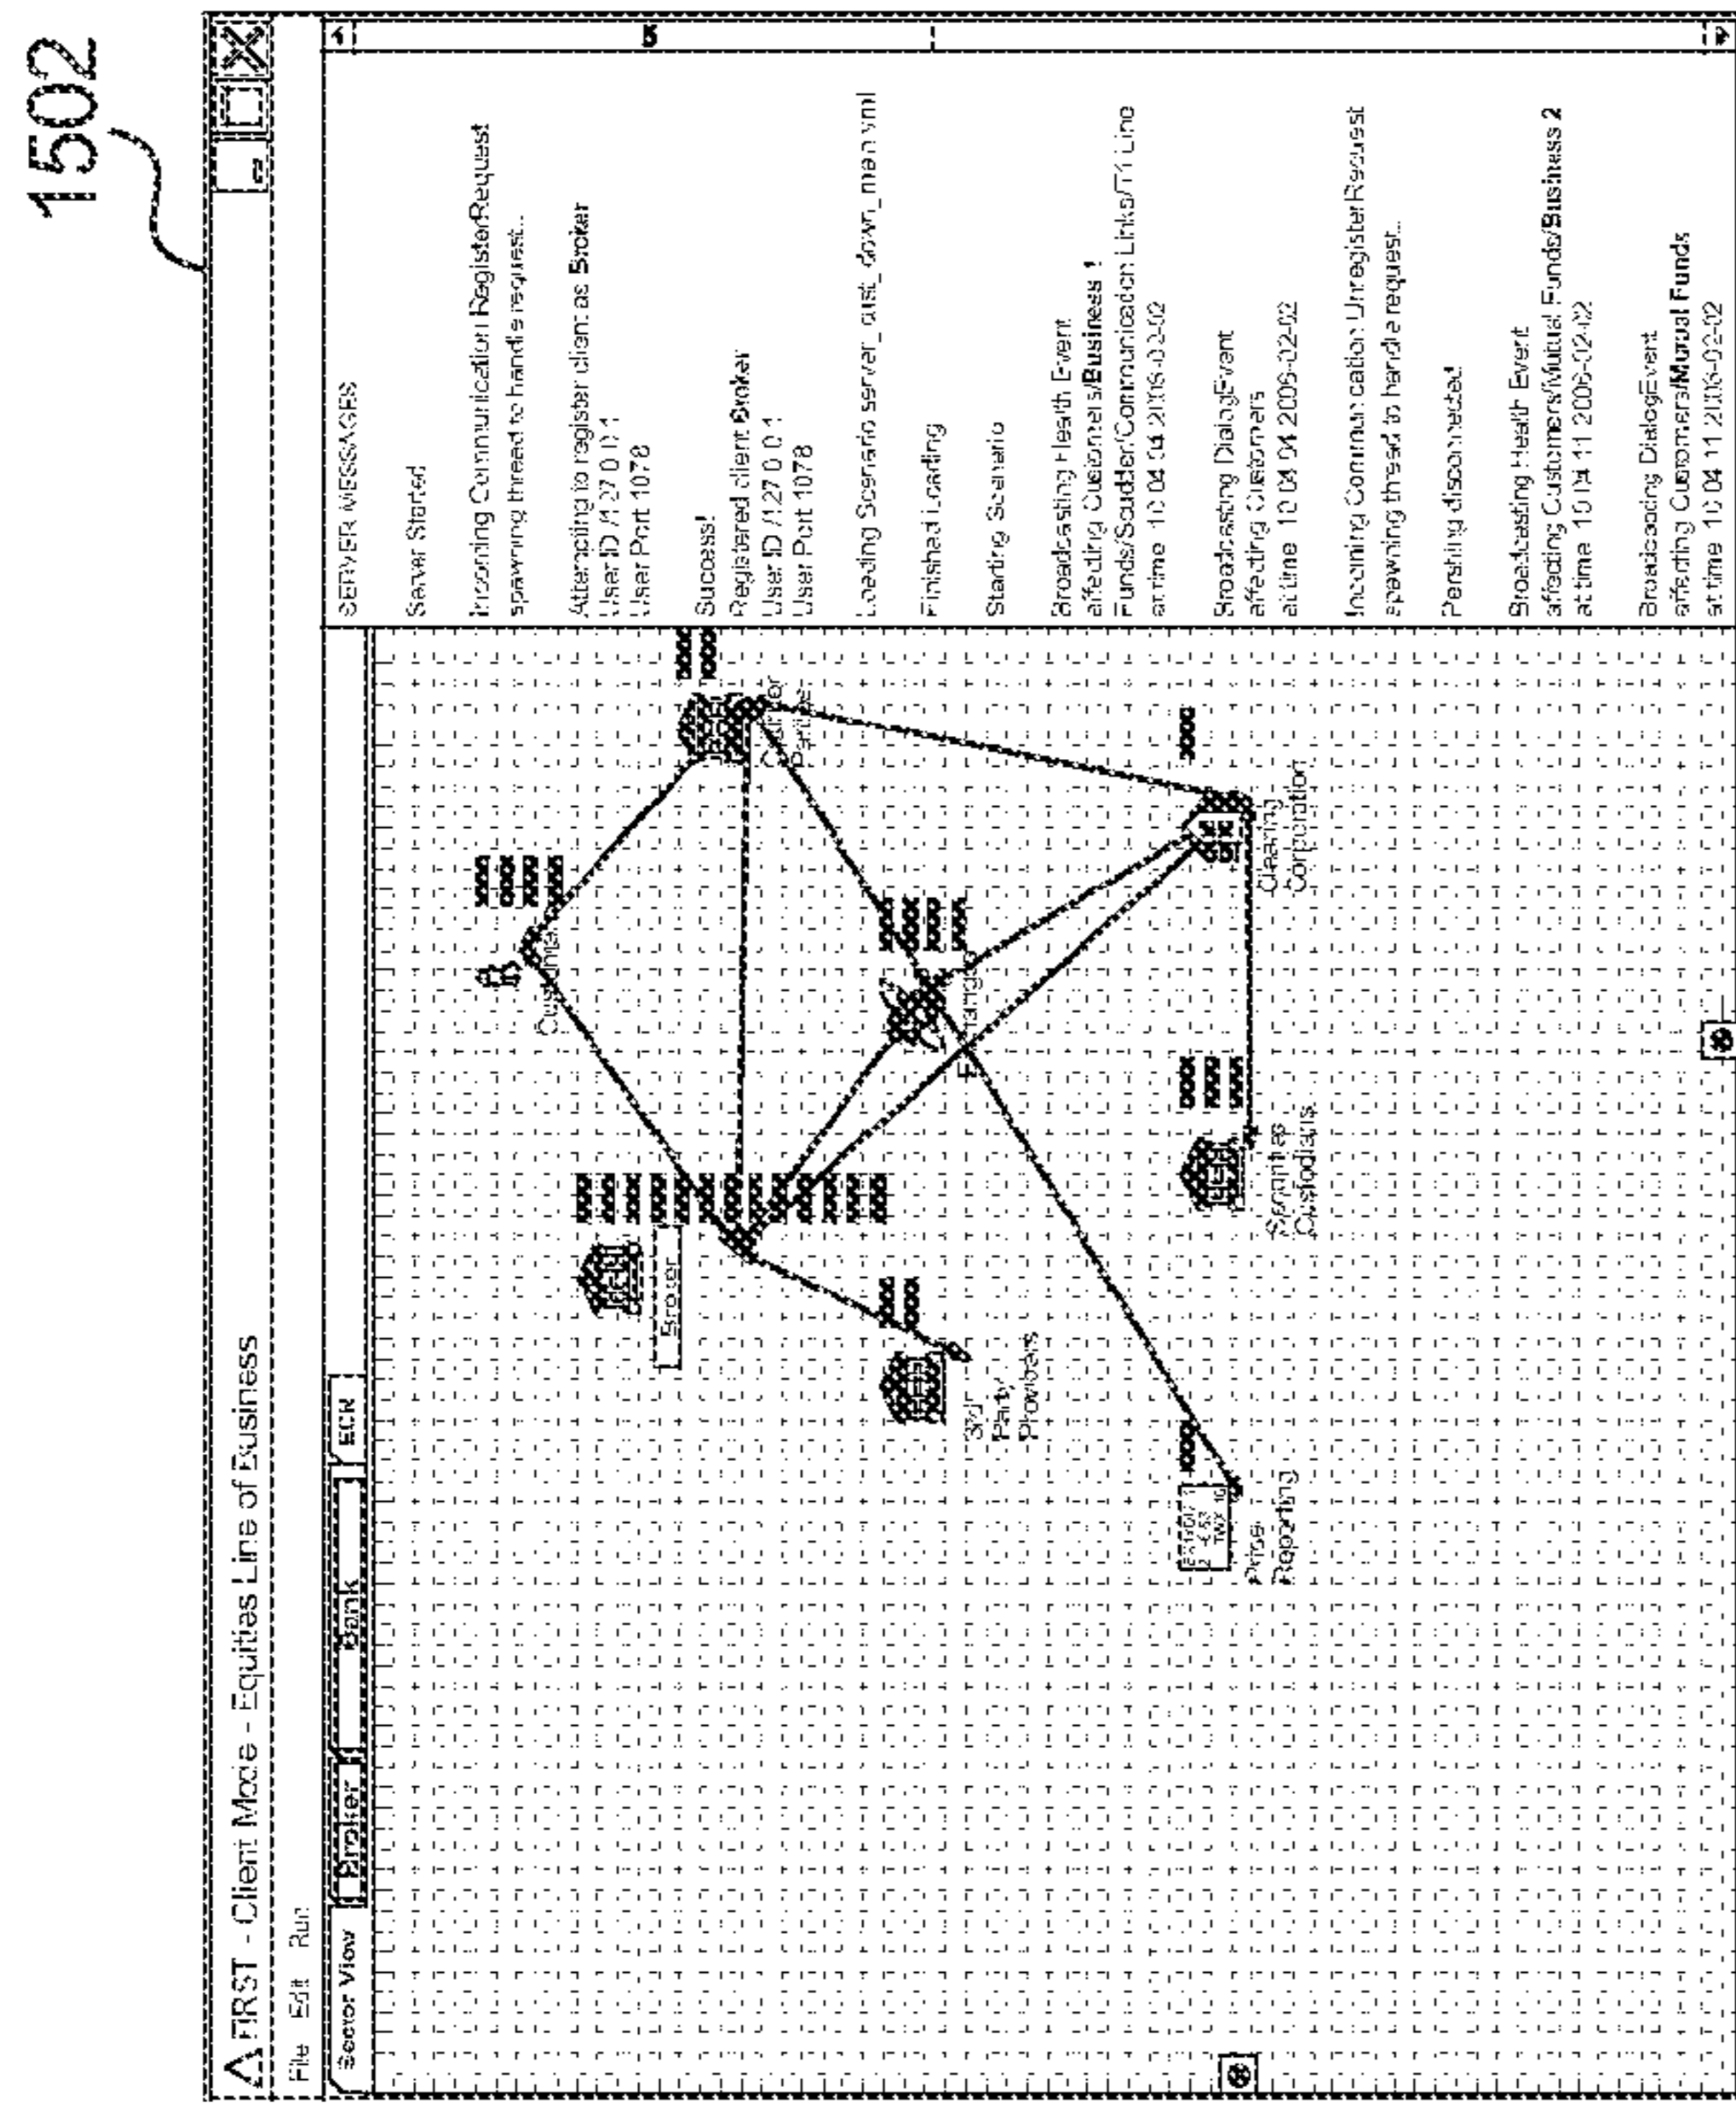 1502
FIRST - Client Mode - Equities Line of Business
File Edit Run
Sector View Broker Bank ECN
SERVER MESSAGES
Server Started
Incoming Communication RegisterRequest
spawning thread to handle request..
Attempting to register client as Broker
User ID /127 0 0 1
User Port 1078
Success!
Registered client Broker
User ID /127 0 0 1
User Port 1078
Loading Scenario server_cust_down_man
Finished Loading
Starting Scenario
Broadcasting Health Event
affecting Customers/Business 1
Funds/Scudder/Communication Links/T1 Line
at time 10 04 04 2006-02-02
Broadcasting DialogEvent
affecting Customers
at time 10 04 04 2006-02-02
Incoming Communication UnregisterRequest
spawning thread to handle request..
Pershing disconnected
Broadcasting Health Event
affecting Customers/Mutual Funds/Business 2
at time 10 04 11 2006-02-02
Broadcasting DialogEvent
affecting Customers/Mutual Funds
at time 10 04 11 2006-02-02
Broker
3rd
Party
Providers
Price
Reporting
Securities
Custodians
Clearing
Corporation